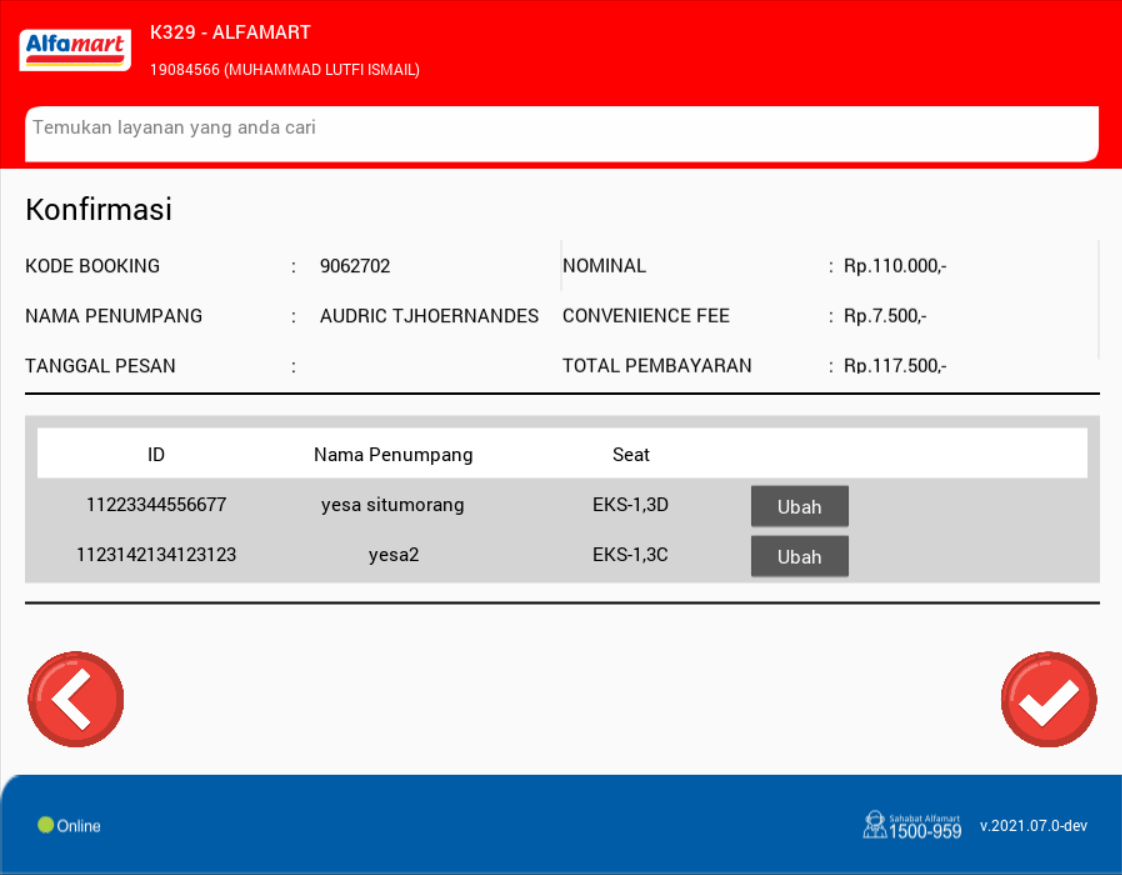 Alfamart
K329 - ALFAMART
19084566 (MUHAMMAD LUTFI ISMAIL)
Temukan layanan yang anda cari
Konfirmasi
KODE BOOKING : 9062702 NOMINAL : Rp.110.000,-
NAMA PENUMPANG : AUDRIC TJHOERNANDES CONVENIENCE FEE : Rp.7.500,-
TANGGAL PESAN : TOTAL PEMBAYARAN : Rp.117.500,-
ID Nama Penumpang Seat
11223344556677 yesa situmorang EKS-1,3D Ubah
1123142134123123 yesa2 EKS-1,3C Ubah
Online
Sahabat Alfamart
1500-959
v.2021.07.0-dev